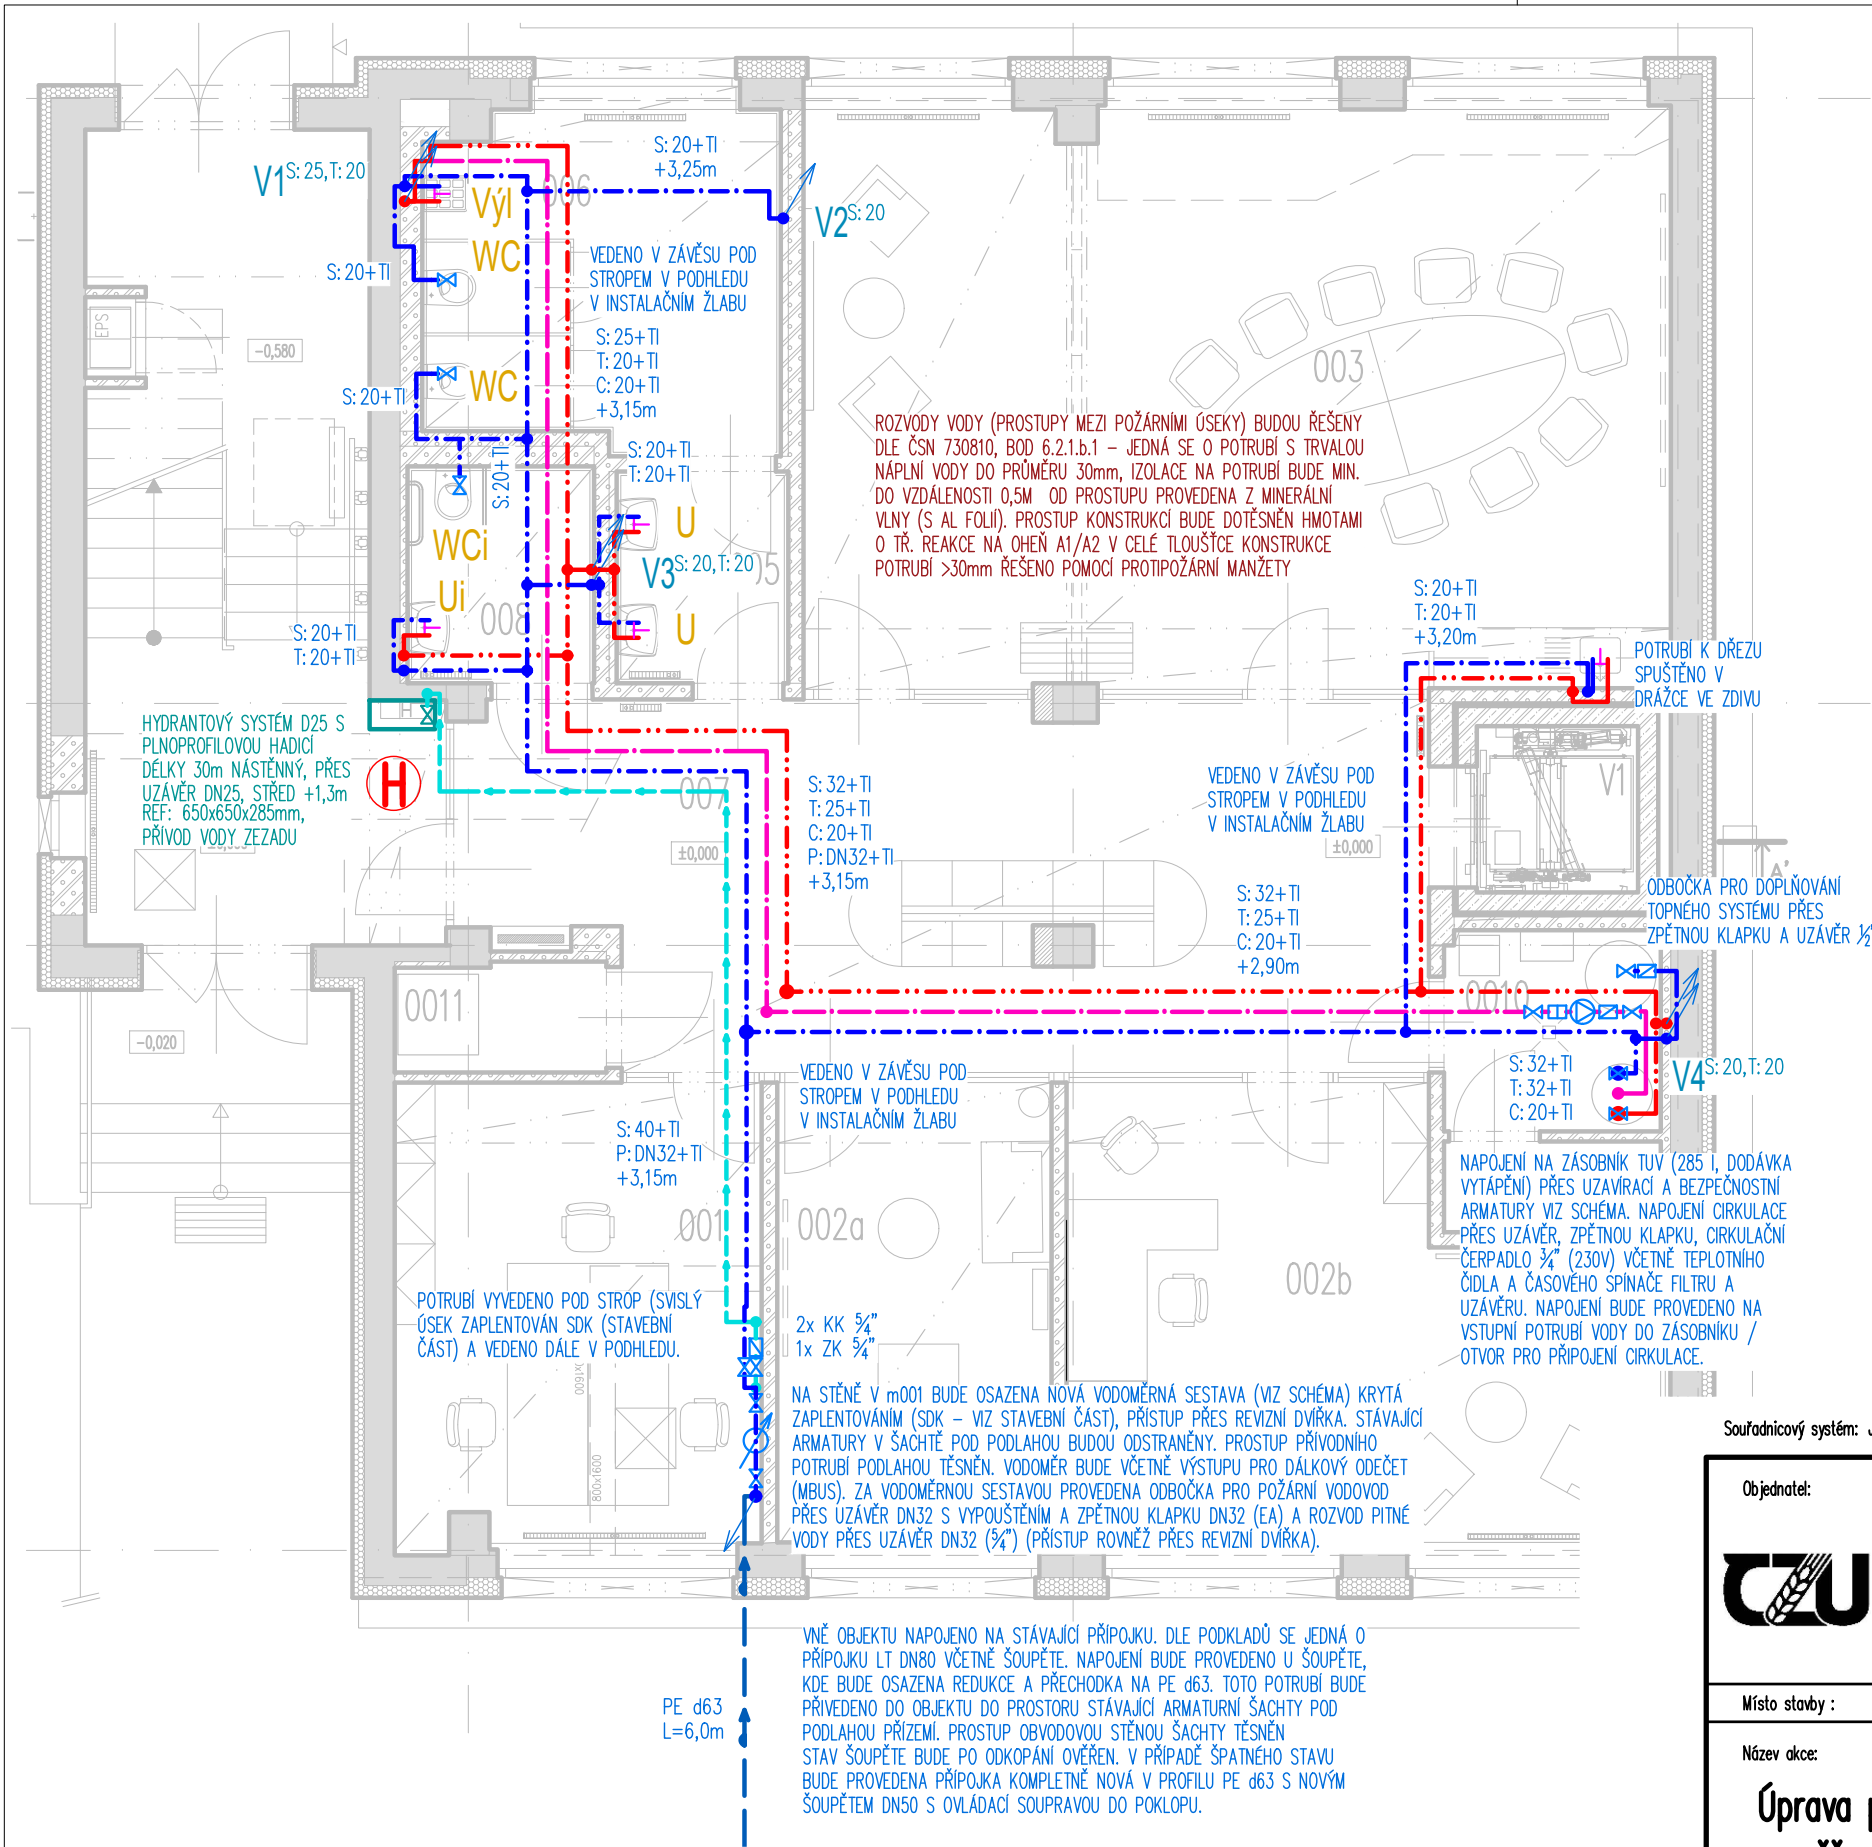 V1 S: 25, T: 20
S: 20+TI
+3,25m
006
Výl
WC
V2 S: 20
S: 20+TI
VEDENO V ZÁVĚSU POD
STROPEM V PODHLEDU
V INSTALAČNÍM ŽLABU
EPS
-0,580
S: 25+TI
T: 20+TI
C: 20+TI
+3,15m
WC
S: 20+TI
003
ROZVODY VODY (PROSTUPY MEZI POŽÁRNÍMI ÚSEKY) BUDOU ŘEŠENY
DLE ČSN 730810, BOD 6.2.1.b.1 – JEDNÁ SE O POTRUBÍ S TRVALOU
NÁPLNÍ VODY DO PRŮMĚRU 30mm, IZOLACE NA POTRUBÍ BUDE MIN.
DO VZDÁLENOSTI 0,5M OD PROSTUPU PROVEDENA Z MINERÁLNÍ
VLNY (S AL FOLIÍ). PROSTUP KONSTRUKCÍ BUDE DOTĚSNĚN HMOTAMI
O TŘ. REAKCE NA OHEŇ A1/A2 V CELÉ TLOUŠŤCE KONSTRUKCE
POTRUBÍ >30mm ŘEŠENO POMOCÍ PROTIPOŽÁRNÍ MANŽETY
S: 20+TI
T: 20+TI
S: 20+TI
WCi
U
V3 S: 20, T: 20
05
Ui
008
U
S: 20+TI
T: 20+TI
S: 20+TI
T: 20+TI
+3,20m
POTRUBÍ K DŘEZU
SPUŠTĚNO V
DRÁŽCE VE ZDIVU
HYDRANTOVÝ SYSTÉM D25 S
PLNOPROFILOVOU HADICÍ
DÉLKY 30m NÁSTĚNNÝ, PŘES
UZÁVĚR DN25, STŘED +1,3m
REF: 650x650x285mm,
PŘÍVOD VODY ZEZADU
H
H
007
±0,000
S: 32+TI
T: 25+TI
C: 20+TI
P: DN32+TI
+3,15m
VEDENO V ZÁVĚSU POD
STROPEM V PODHLEDU
V INSTALAČNÍM ŽLABU
±0,000
V1
A'
S: 32+TI
T: 25+TI
C: 20+TI
+2,90m
ODBOČKA PRO DOPLŇOVÁNÍ
TOPNÉHO SYSTÉMU PŘES
ZPĚTNOU KLAPKU A UZÁVĚR ½"
0011
0010
-0,020
VEDENO V ZÁVĚSU POD
STROPEM V PODHLEDU
V INSTALAČNÍM ŽLABU
S: 32+TI
T: 32+TI
C: 20+TI
V4 S: 20, T: 20
S: 40+TI
P: DN32+TI
+3,15m
001
002a
002b
NAPOJENÍ NA ZÁSOBNÍK TUV (285 l, DODÁVKA
VYTÁPĚNÍ) PŘES UZAVÍRACÍ A BEZPEČNOSTNÍ
ARMATURY VIZ SCHÉMA. NAPOJENÍ CIRKULACE
PŘES UZÁVĚR, ZPĚTNOU KLAPKU, CIRKULAČNÍ
ČERPADLO ¾" (230V) VČETNĚ TEPLOTNÍHO
ČIDLA A ČASOVÉHO SPÍNAČE FILTRU A
UZÁVĚRU. NAPOJENÍ BUDE PROVEDENO NA
VSTUPNÍ POTRUBÍ VODY DO ZÁSOBNÍKU /
OTVOR PRO PŘIPOJENÍ CIRKULACE.
POTRUBÍ VYVEDENO POD STROP (SVISLÝ
ÚSEK ZAPLENTOVÁN SDK (STAVEBNÍ
ČÁST) A VEDENO DÁLE V PODHLEDU.
2x KK 5/4"
1x ZK 5/4"
NA STĚNĚ V m001 BUDE OSAZENA NOVÁ VODOMĚRNÁ SESTAVA (VIZ SCHÉMA) KRYTÁ
ZAPLENTOVÁNÍM (SDK – VIZ STAVEBNÍ ČÁST), PŘÍSTUP PŘES REVIZNÍ DVÍŘKA. STÁVAJÍCÍ
ARMATURY V ŠACHTĚ POD PODLAHOU BUDOU ODSTRANĚNY. PROSTUP PŘÍVODNÍHO
POTRUBÍ PODLAHOU TĚSNĚN. VODOMĚR BUDE VČETNĚ VÝSTUPU PRO DÁLKOVÝ ODEČET
(MBUS). ZA VODOMĚRNOU SESTAVOU PROVEDENA ODBOČKA PRO POŽÁRNÍ VODOVOD
PŘES UZÁVĚR DN32 S VYPOUŠTĚNÍM A ZPĚTNOU KLAPKU DN32 (EA) A ROZVOD PITNÉ
VODY PŘES UZÁVĚR DN32 (5/4") (PŘÍSTUP ROVNĚŽ PŘES REVIZNÍ DVÍŘKA).
800x1600
Souřadnicový systém:
Objednatel:
ČZU
PE d63
L=6,0m
VNĚ OBJEKTU NAPOJENO NA STÁVAJÍCÍ PŘÍPOJKU. DLE PODKLADŮ SE JEDNÁ O
PŘÍPOJKU LT DN80 VČETNĚ ŠOUPĚTE. NAPOJENÍ BUDE PROVEDENO U ŠOUPĚTE,
KDE BUDE OSAZENA REDUKCE A PŘECHODKA NA PE d63. TOTO POTRUBÍ BUDE
PŘIVEDENO DO OBJEKTU DO PROSTORU STÁVAJÍCÍ ARMATURNÍ ŠACHTY POD
PODLAHOU PŘÍZEMÍ. PROSTUP OBVODOVOU STĚNOU ŠACHTY TĚSNĚN
STAV ŠOUPĚTE BUDE PO ODKOPÁNÍ OVĚŘEN. V PŘÍPADĚ ŠPATNÉHO STAVU
BUDE PROVEDENA PŘÍPOJKA KOMPLETNĚ NOVÁ V PROFILU PE d63 S NOVÝM
ŠOUPĚTEM DN50 S OVLÁDACÍ SOUPRAVOU DO POKLOPU.
Místo stavby :
Název akce:
Úprava